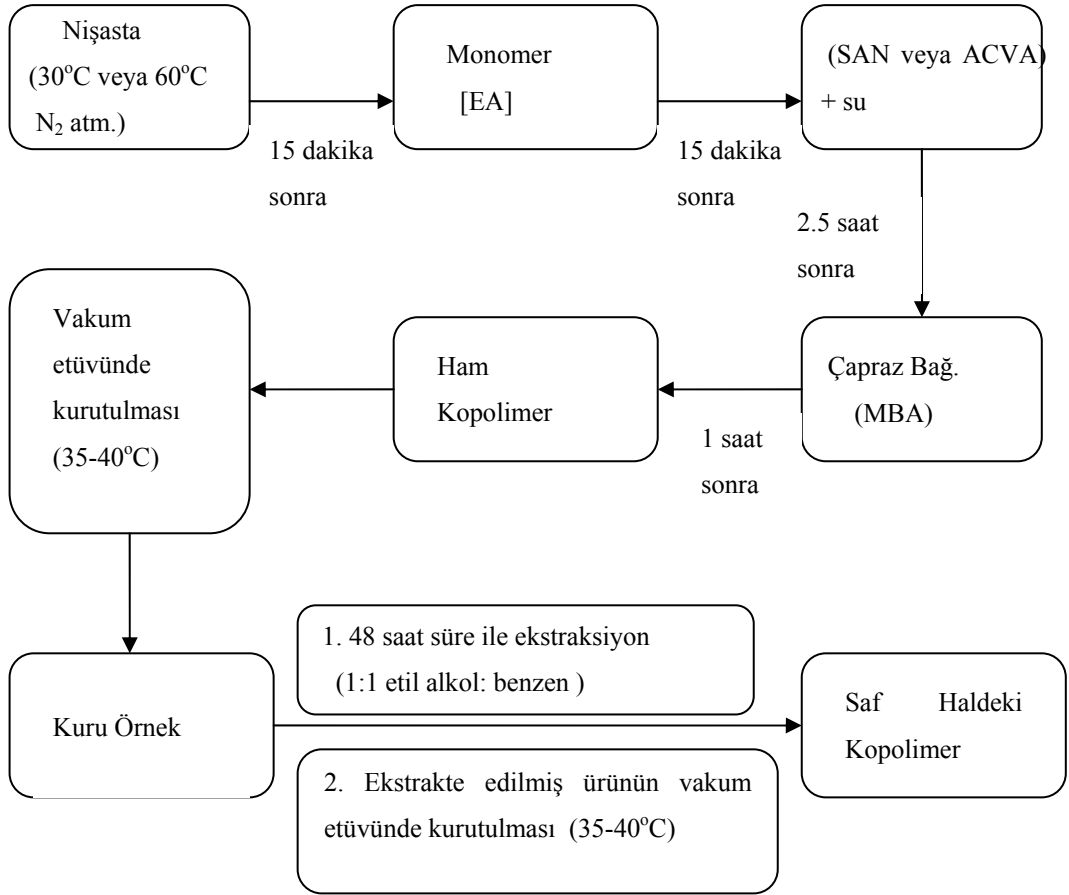 Nişasta
(30°C veya 60°C
N₂ atm.)
15 dakika
sonra
Monomer
[EA]
15 dakika
sonra
(SAN veya ACVA)
+ su
2.5 saat
sonra
Çapraz Bağ.
(MBA)
1 saat
sonra
Ham
Kopolimer
Vakum
etüvünde
kurutulması
(35-40°C)
Kuru Örnek
1. 48 saat süre ile ekstraksiyon
(1:1 etil alkol: benzen )
2. Ekstrakte edilmiş ürünün vakum
etüvünde kurutulması (35-40°C)
Saf Haldeki
Kopolimer